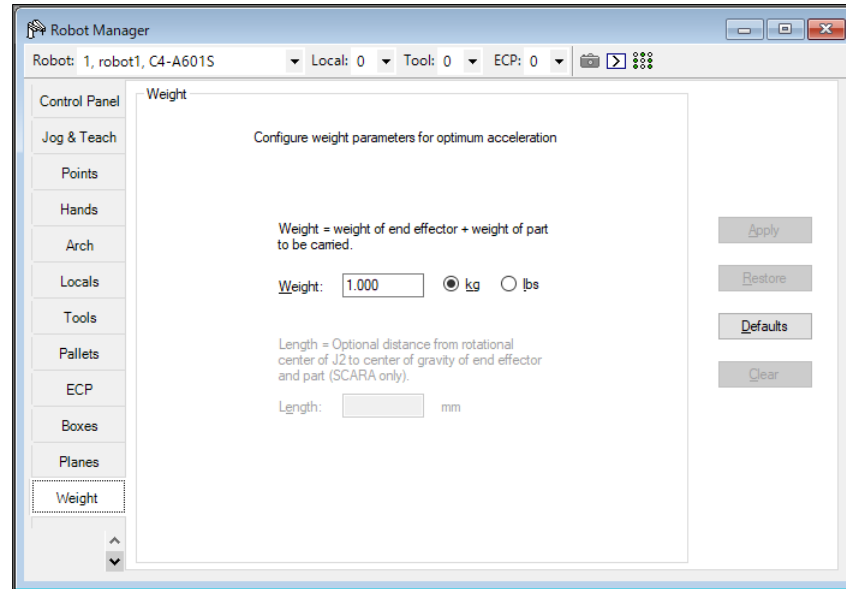 Robot Manager
Robot: 1, robot1, C4-A601S Local: 0 Tool: 0 ECP: 0
Control Panel
Jog & Teach
Points
Hands
Arch
Locals
Tools
Pallets
ECP
Boxes
Planes
Weight
Weight
Configure weight parameters for optimum acceleration
Weight = weight of end effector + weight of part
to be carried.
Weight: 1.000 kg lbs
Length = Optional distance from rotational
center of J2 to center of gravity of end effector
and part (SCARA only).
Length: mm
Apply
Restore
Defaults
Clear